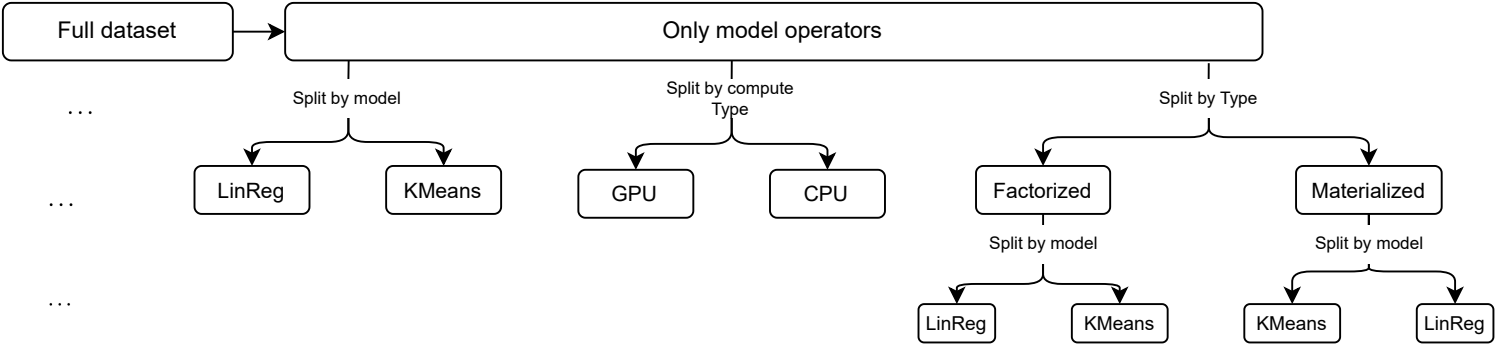 Full dataset
Only model operators
Split by model
Split by compute
Type
Split by Type
...
LinReg
KMeans
GPU
CPU
Factorized
Materialized
...
Split by model
Split by model
...
LinReg
KMeans
KMeans
LinReg